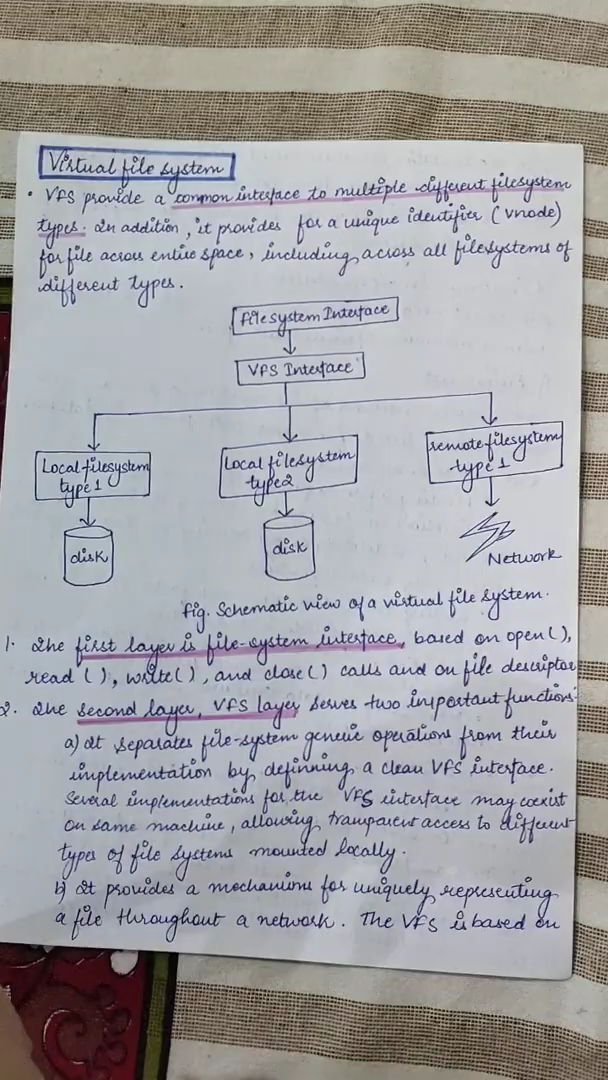 Virtual file system
• VFS provide a common interface to multiple different filesystem
types. In addition, it provides for a unique identifier (vnode)
for file across entire space, including across all filesystems of
different types.
file system Interface
VFS Interface
Local filesystem
type 1
Local filesystem
type 2
remote filesystem
type 1
disk
disk
Network
fig. Schematic view of a virtual file system.
1. The first layer is file-system interface, based on open(),
read(), write(), and close() calls and on file descriptor
2. The second layer, VFS layer serves two important functions:
a) It separates file-system generic operations from their
implementation by definning a clean VFS interface.
Several implementations for the VFS interface may coexist
on same machine, allowing transparent access to different
types of file systems mounted locally.
b) It provides a mechanism for uniquely representing
a file throughout a network. The VFS is based on